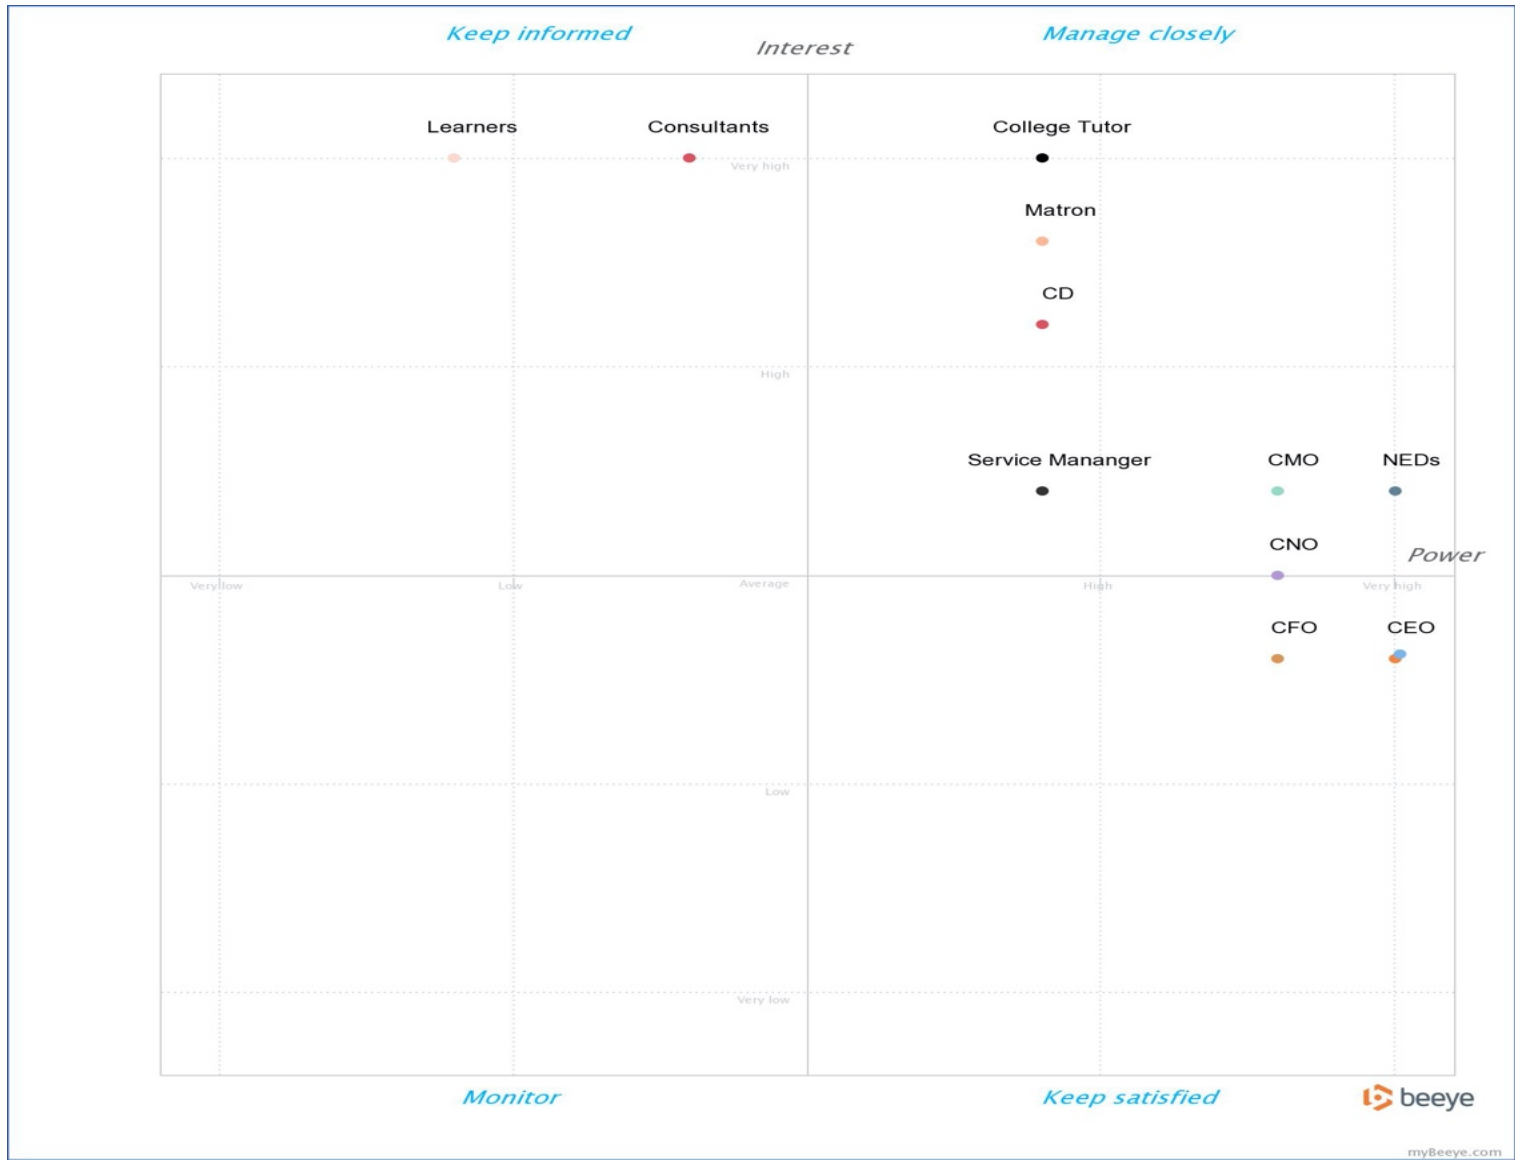 Keep informed
Interest
Manage closely
Learners
Consultants
College Tutor
Very high
Matron
CD
High
Service Mananger
CMO
NEDs
CNO
Power
Very low
Low
Average
High
Very high
CFO
CEO
Low
Very low
Monitor
Keep satisfied
beeye
myBeeye.com